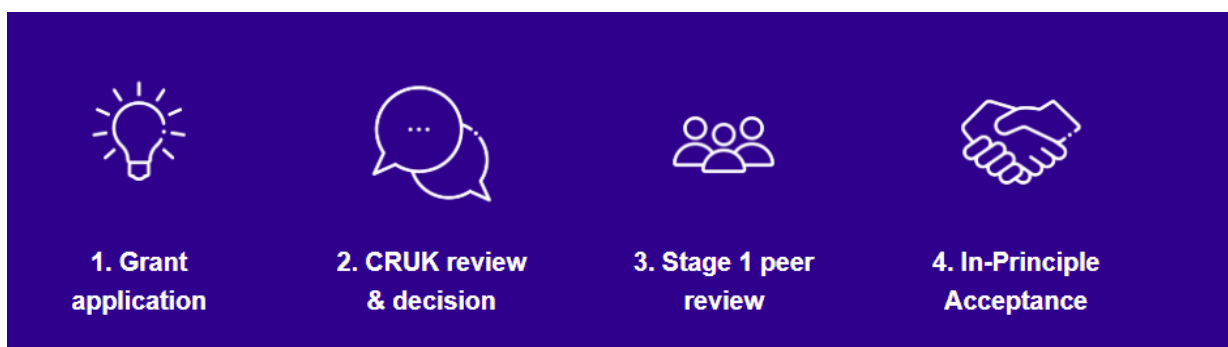 1. Grant
application
2. CRUK review
& decision
3. Stage 1 peer
review
4. In-Principle
Acceptance